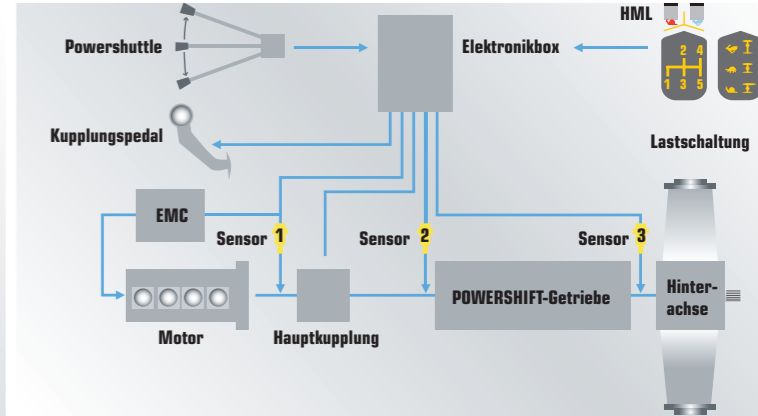 HML
Powershuttle
Elektronikbox
2 4
1 3 5
Kupplungspedal
Lastschaltung
EMC
Sensor 1
Sensor 2
Sensor 3
POWERSHIFT-Getriebe
Hinter-
achse
Motor
Hauptkupplung